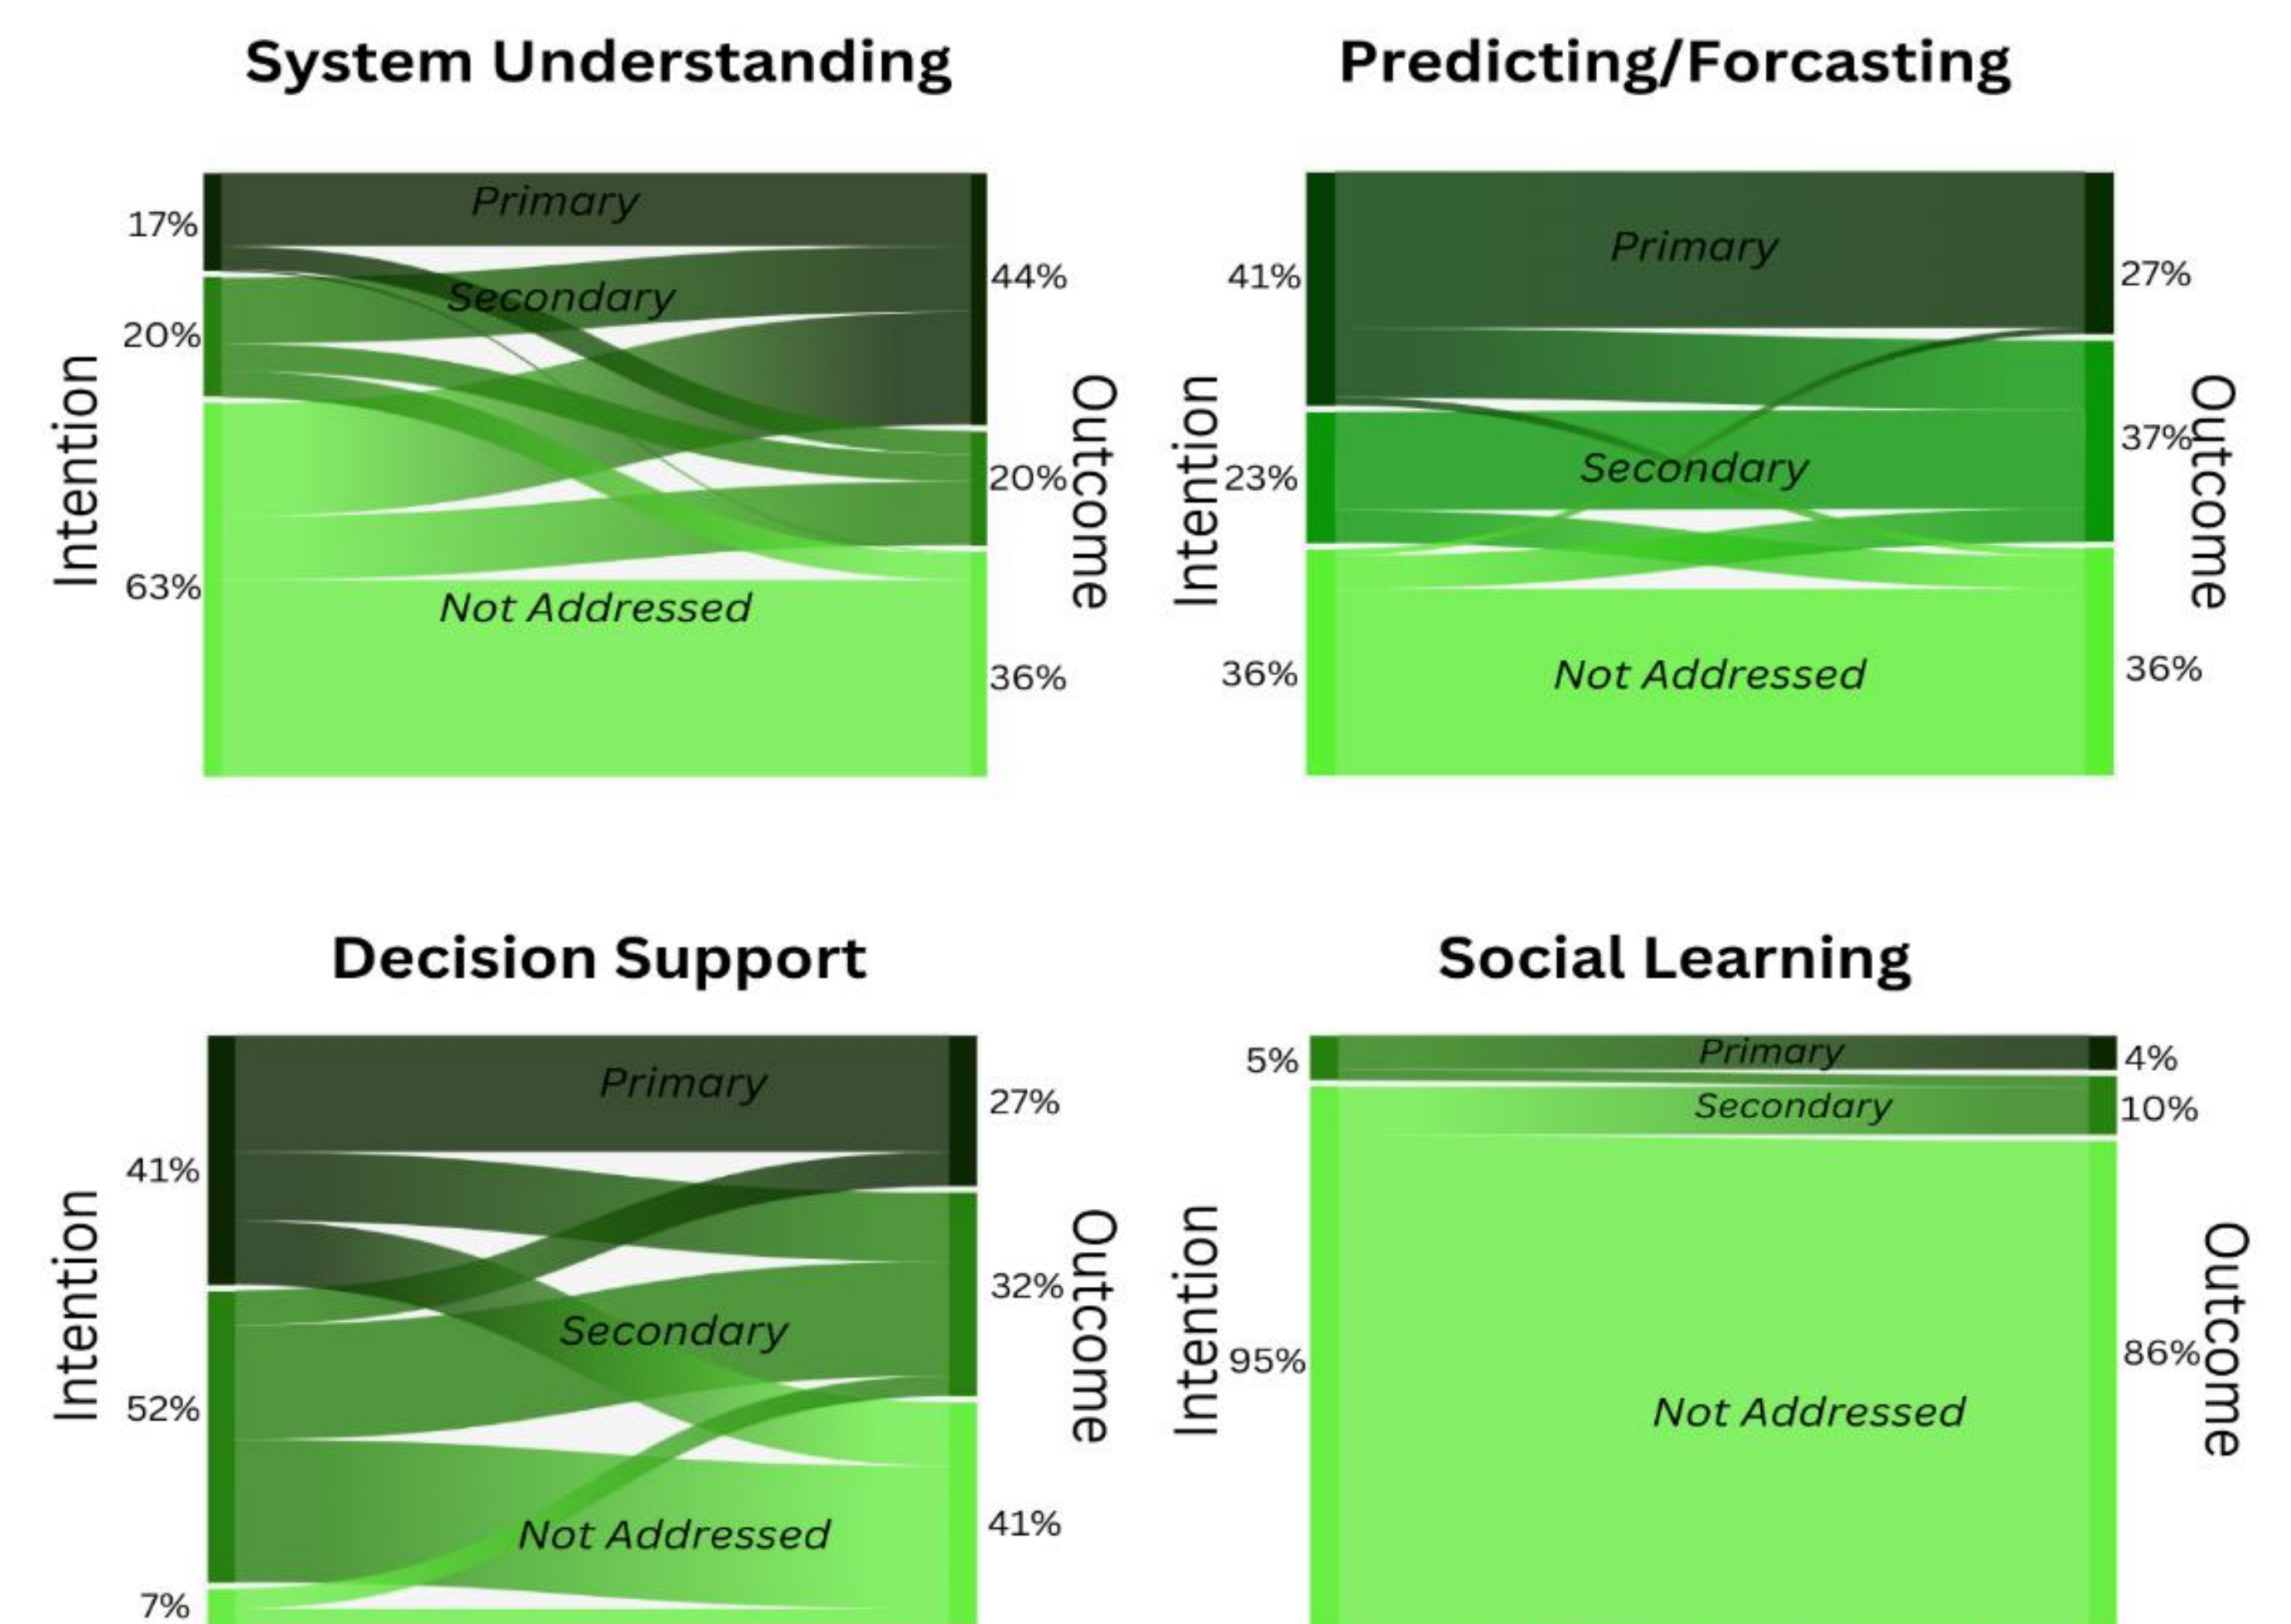 System Understanding
Primary
17%
Secondary
44%
20%
Intention
Outcome
20%
63%
Not Addressed
36%
Predicting/Forcasting
Primary
41%
27%
37%
Intention
Outcome
23%
Secondary
36%
Not Addressed
36%
Decision Support
Primary
27%
41%
Intention
Outcome
32%
Secondary
52%
Not Addressed
41%
7%
Social Learning
5%
Primary
4%
Secondary
10%
Intention
Outcome
95%
86%
Not Addressed